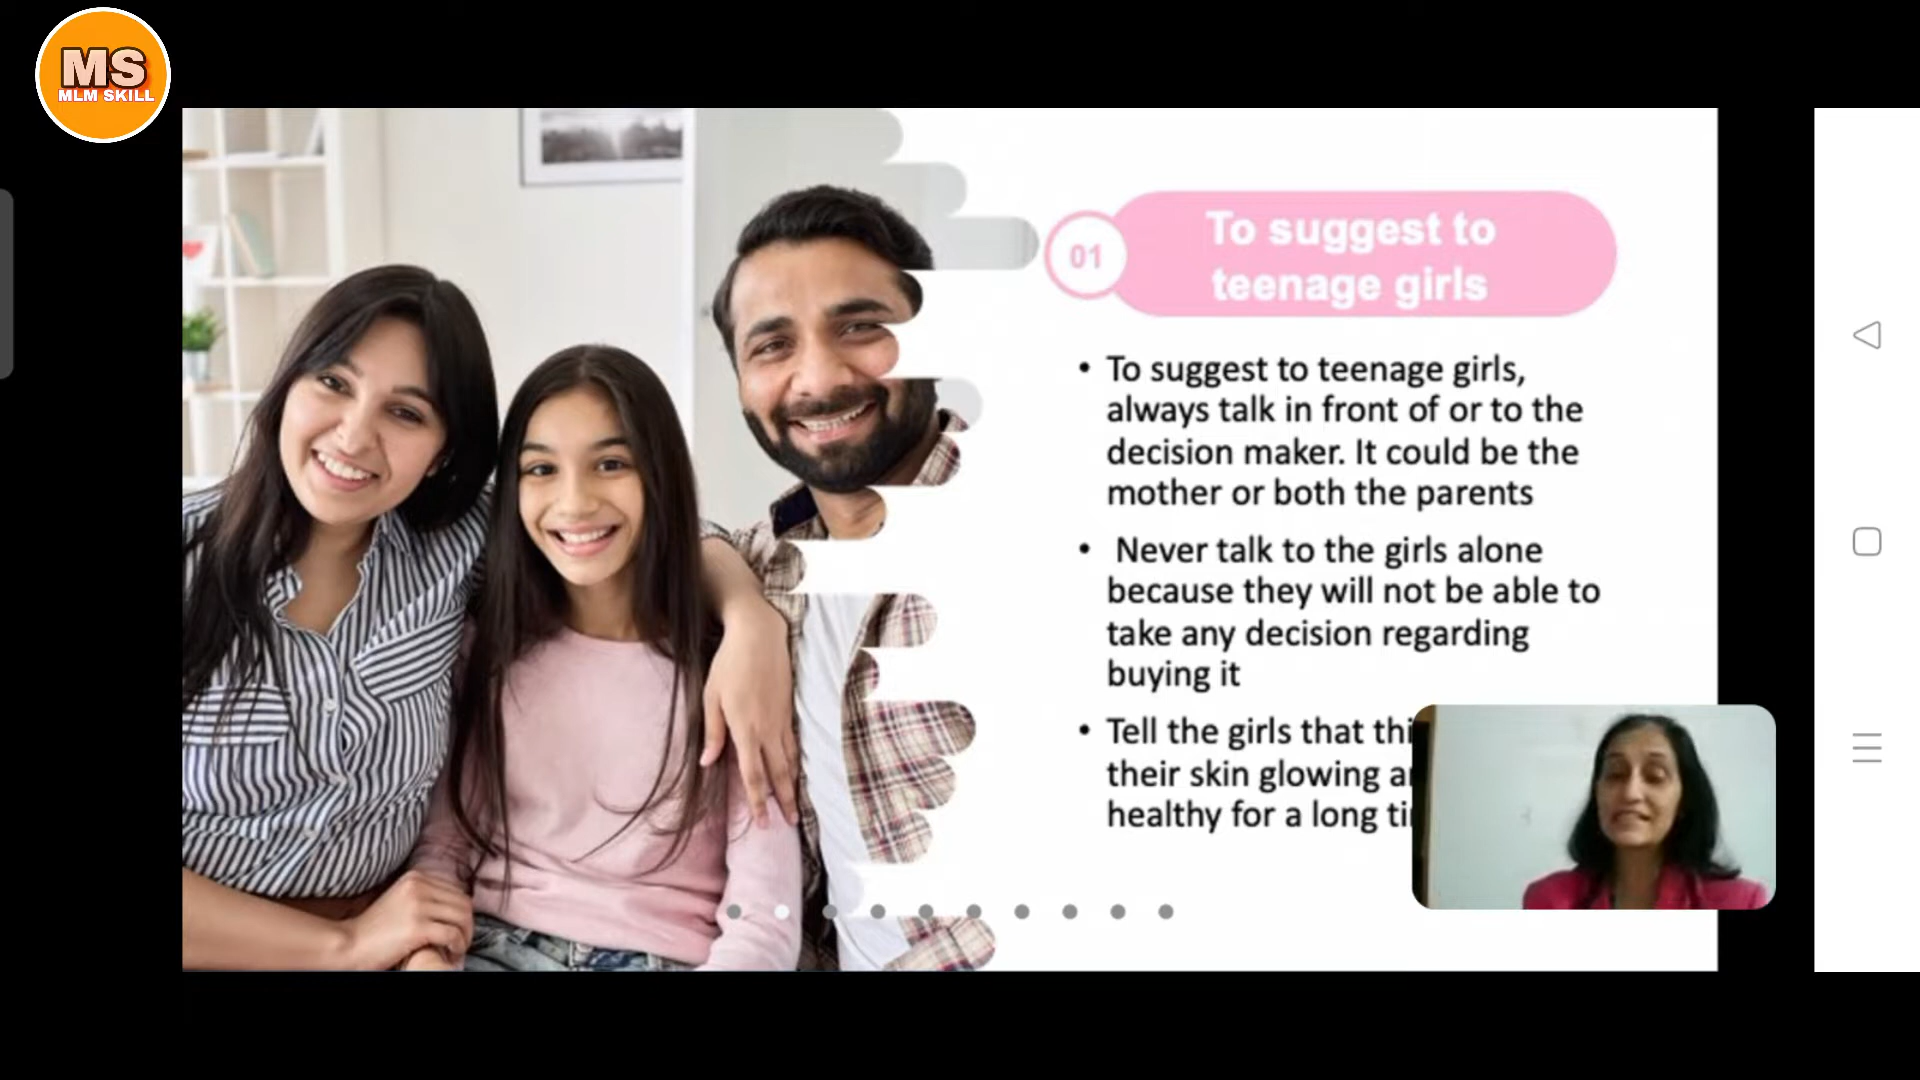 MS
MLM SKILL
01
To suggest to
teenage girls
• To suggest to teenage girls,
always talk in front of or to the
decision maker. It could be the
mother or both the parents
• Never talk to the girls alone
because they will not be able to
take any decision regarding
buying it
• Tell the girls that
their skin glowing
healthy for a long